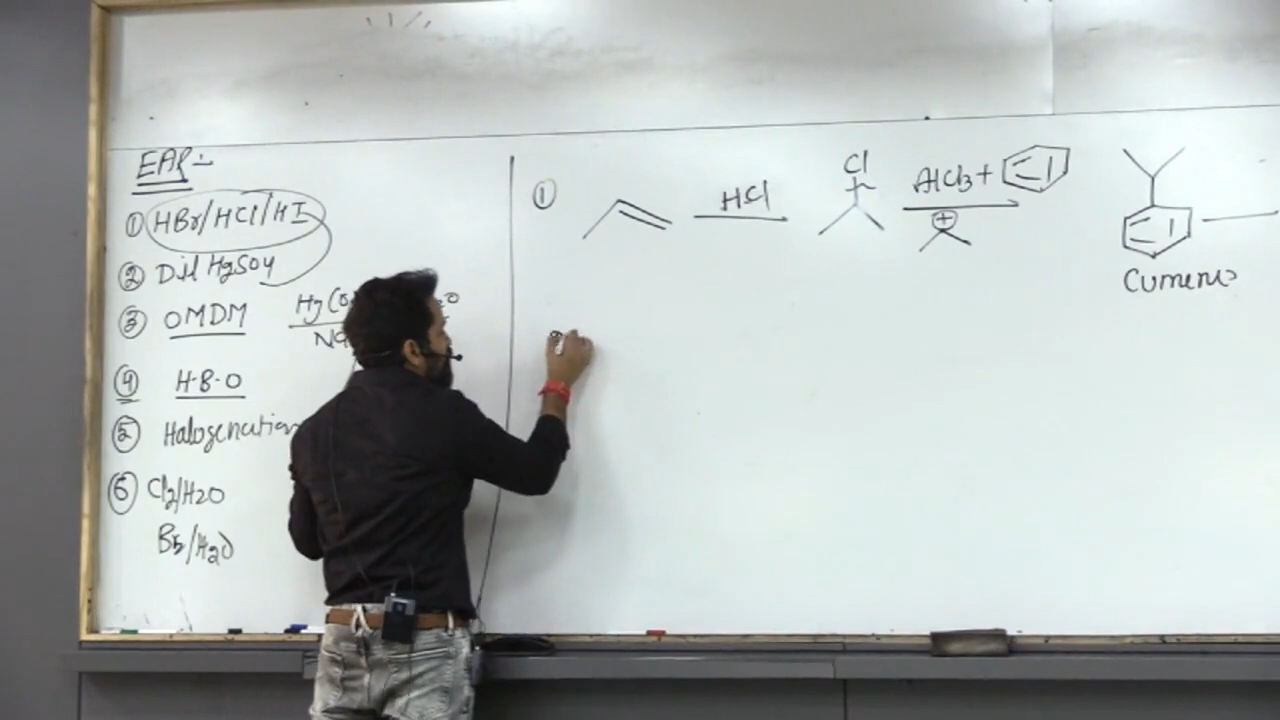 EAR :-
① HBr/HCl/HI
② Dil HgSO4
③ OMDM
④ H-B-O
⑤ Halogenation
⑥ Cl2/H2O
Br2/H2O
①
HCl
Cl
AlCl3 +
⊕
Cumene